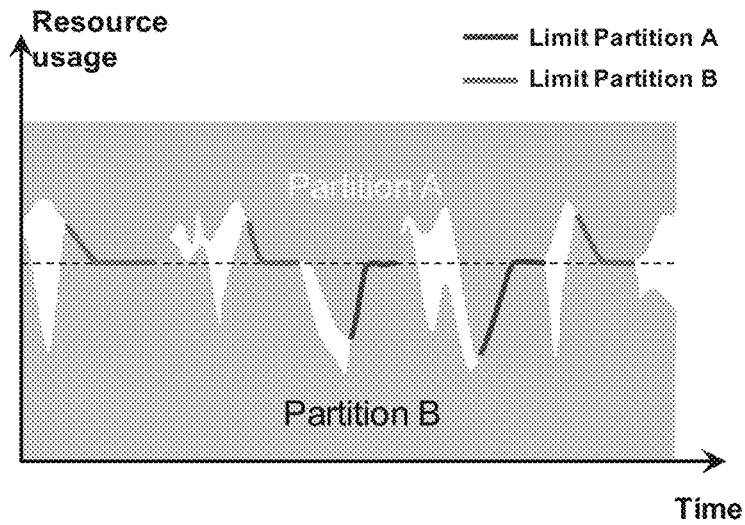 Resource
usage
Limit Partition A
Limit Partition B
Partition A
Partition B
Time